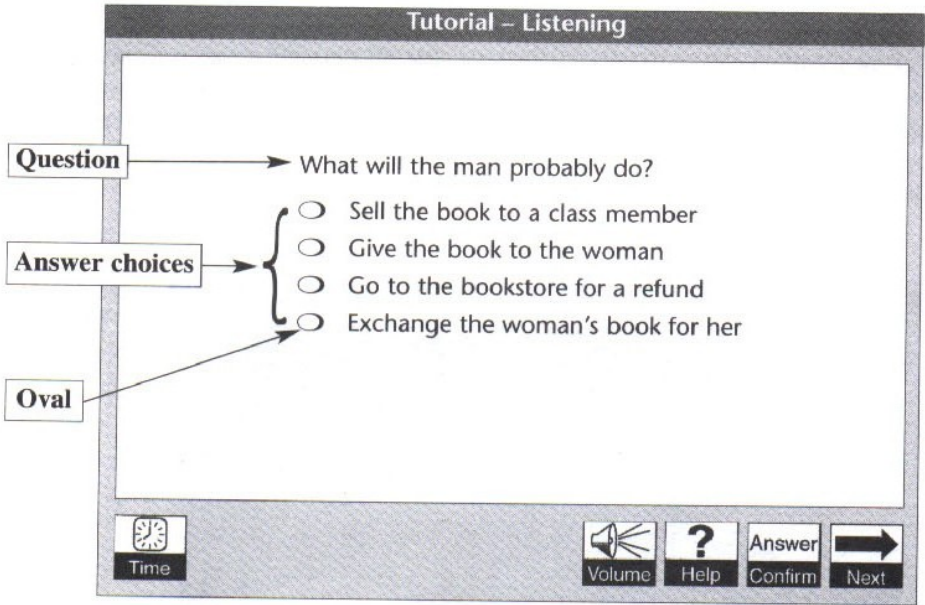 Tutorial – Listening
Question
What will the man probably do?
Answer choices
Sell the book to a class member
Give the book to the woman
Go to the bookstore for a refund
Exchange the woman's book for her
Oval
Time
Volume
? Help
Answer Confirm
Next